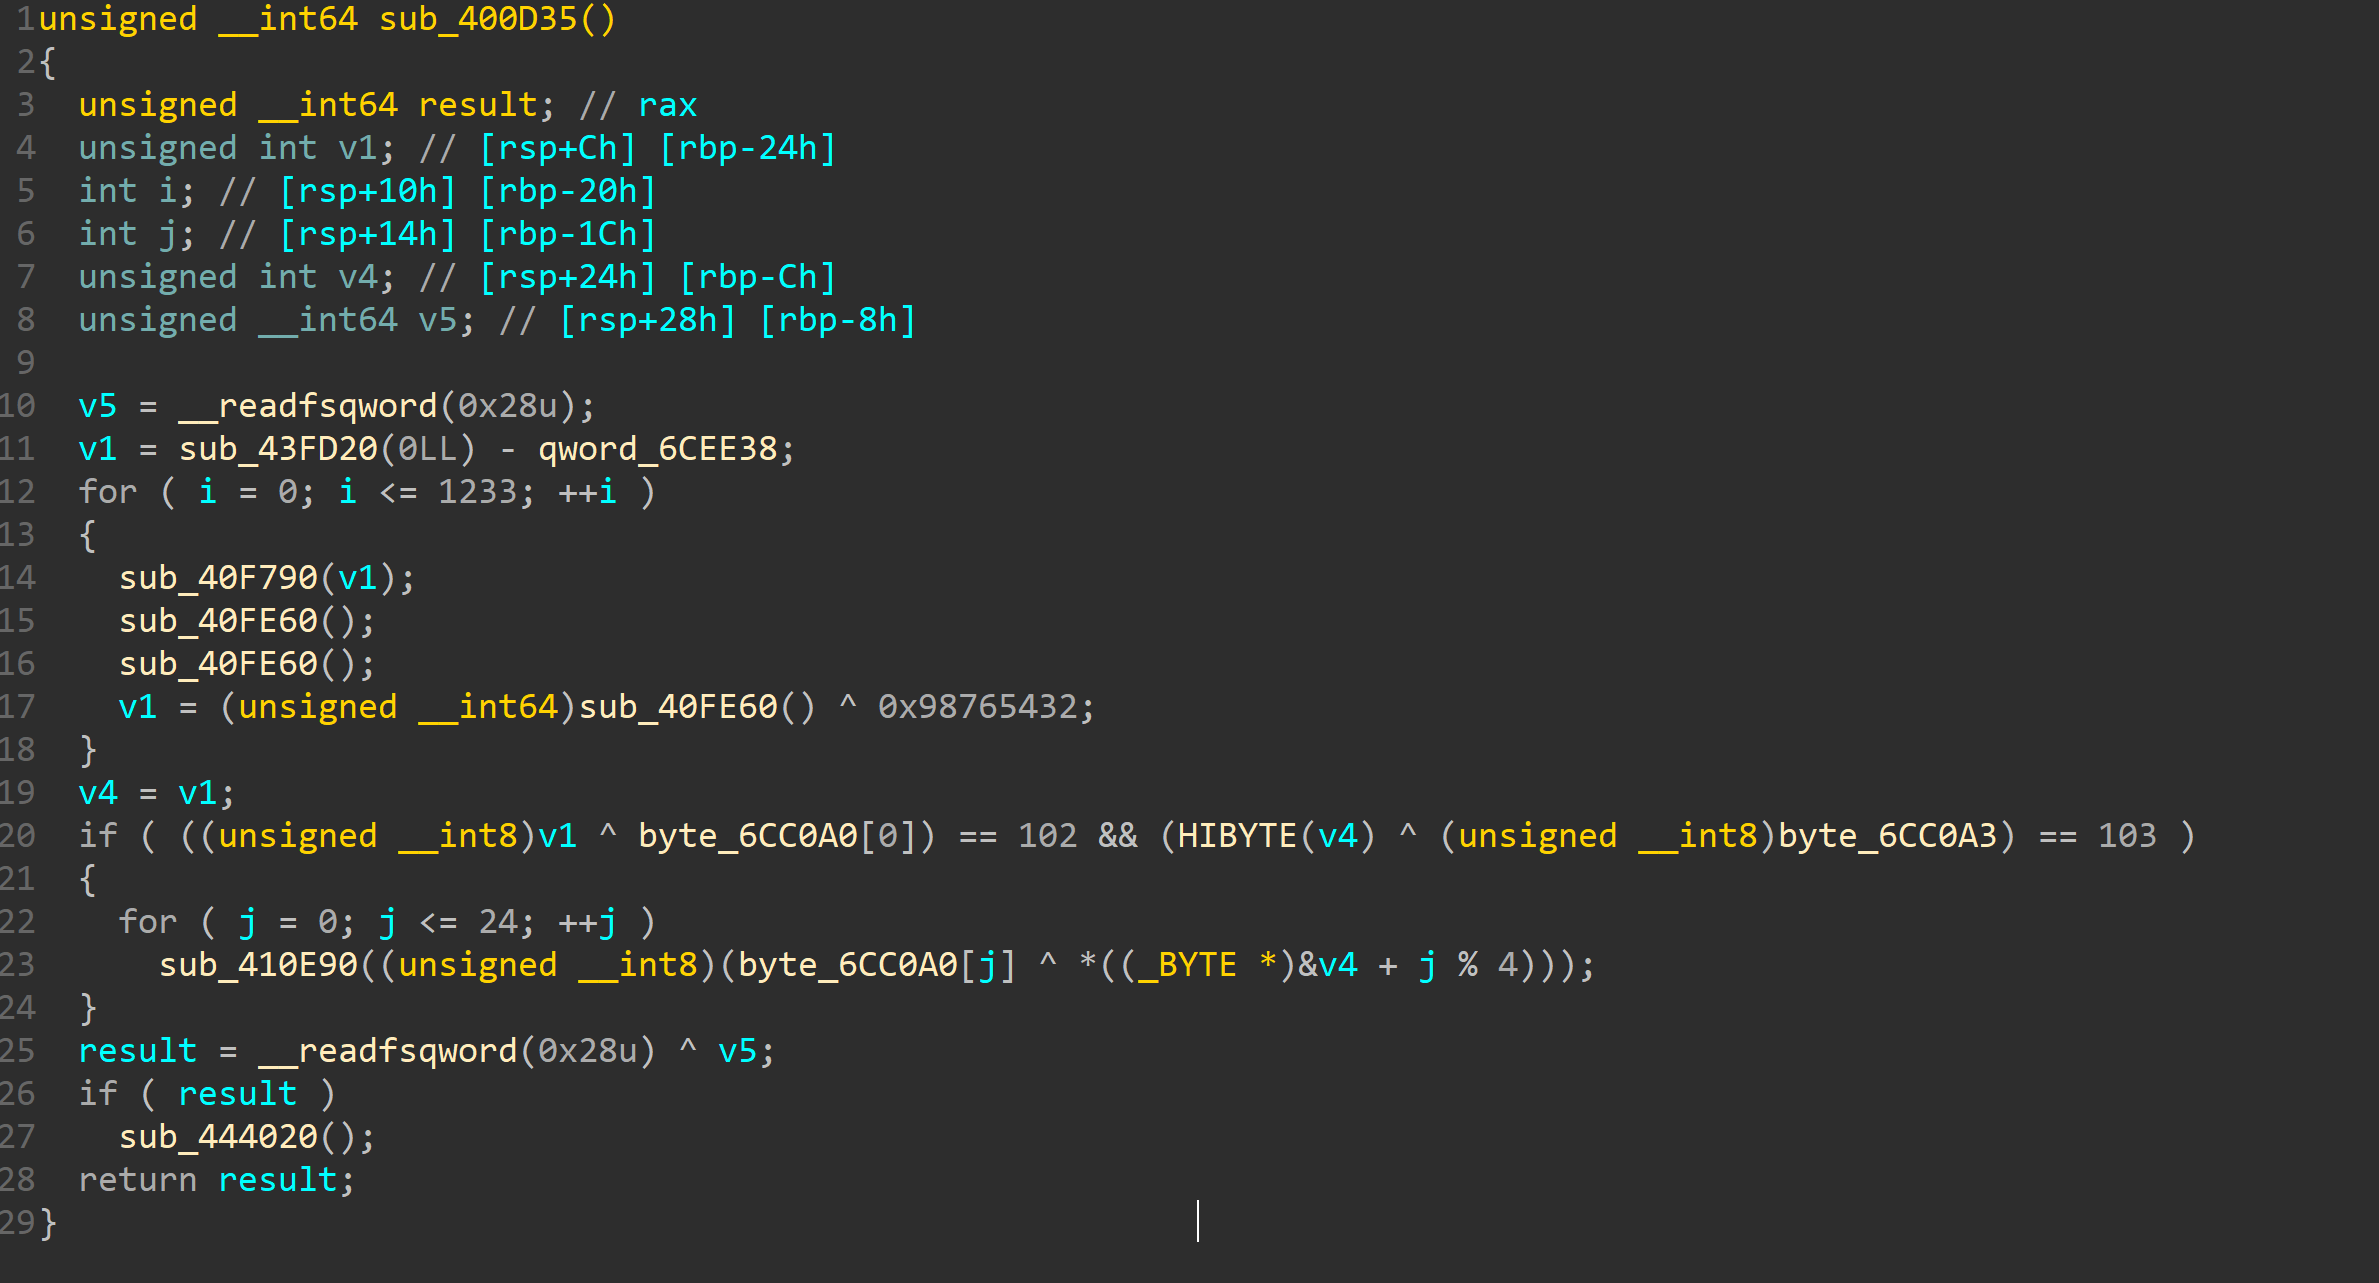 1 unsigned __int64 sub_400D35()
2 {
3   unsigned __int64 result; // rax
4   unsigned int v1; // [rsp+Ch] [rbp-24h]
5   int i; // [rsp+10h] [rbp-20h]
6   int j; // [rsp+14h] [rbp-1Ch]
7   unsigned int v4; // [rsp+24h] [rbp-Ch]
8   unsigned __int64 v5; // [rsp+28h] [rbp-8h]
9
10   v5 = __readfsqword(0x28u);
11   v1 = sub_43FD20(0LL) - qword_6CEE38;
12   for ( i = 0; i <= 1233; ++i )
13   {
14     sub_40F790(v1);
15     sub_40FE60();
16     sub_40FE60();
17     v1 = (unsigned __int64)sub_40FE60() ^ 0x98765432;
18   }
19   v4 = v1;
20   if ( ((unsigned __int8)v1 ^ byte_6CC0A0[0]) == 102 && (HIBYTE(v4) ^ (unsigned __int8)byte_6CC0A3) == 103 )
21   {
22     for ( j = 0; j <= 24; ++j )
23       sub_410E90((unsigned __int8)(byte_6CC0A0[j] ^ *((_BYTE *)&v4 + j % 4)));
24   }
25   result = __readfsqword(0x28u) ^ v5;
26   if ( result )
27     sub_444020();
28   return result;
29 }